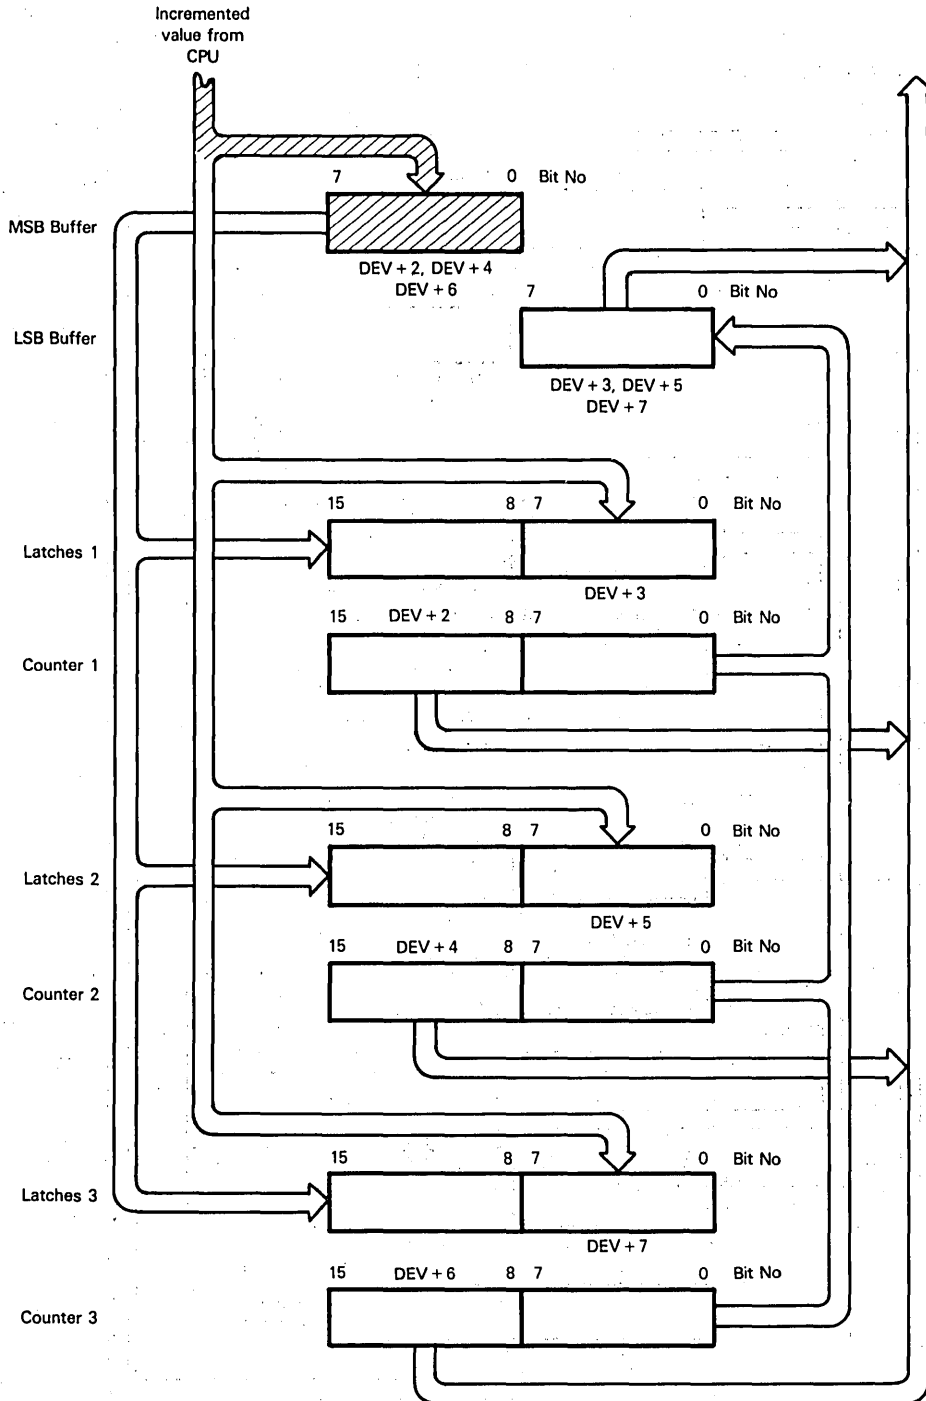 Incremented
value from
CPU
7 0 Bit No
MSB Buffer
DEV + 2, DEV + 4
DEV + 6
7 0 Bit No
LSB Buffer
DEV + 3, DEV + 5
DEV + 7
15 8 7 0 Bit No
Latches 1
DEV + 3
15 DEV + 2 8 7 0 Bit No
Counter 1
15 8 7 0 Bit No
Latches 2
DEV + 5
15 DEV + 4 8 7 0 Bit No
Counter 2
15 8 7 0 Bit No
Latches 3
DEV + 7
15 DEV + 6 8 7 0 Bit No
Counter 3